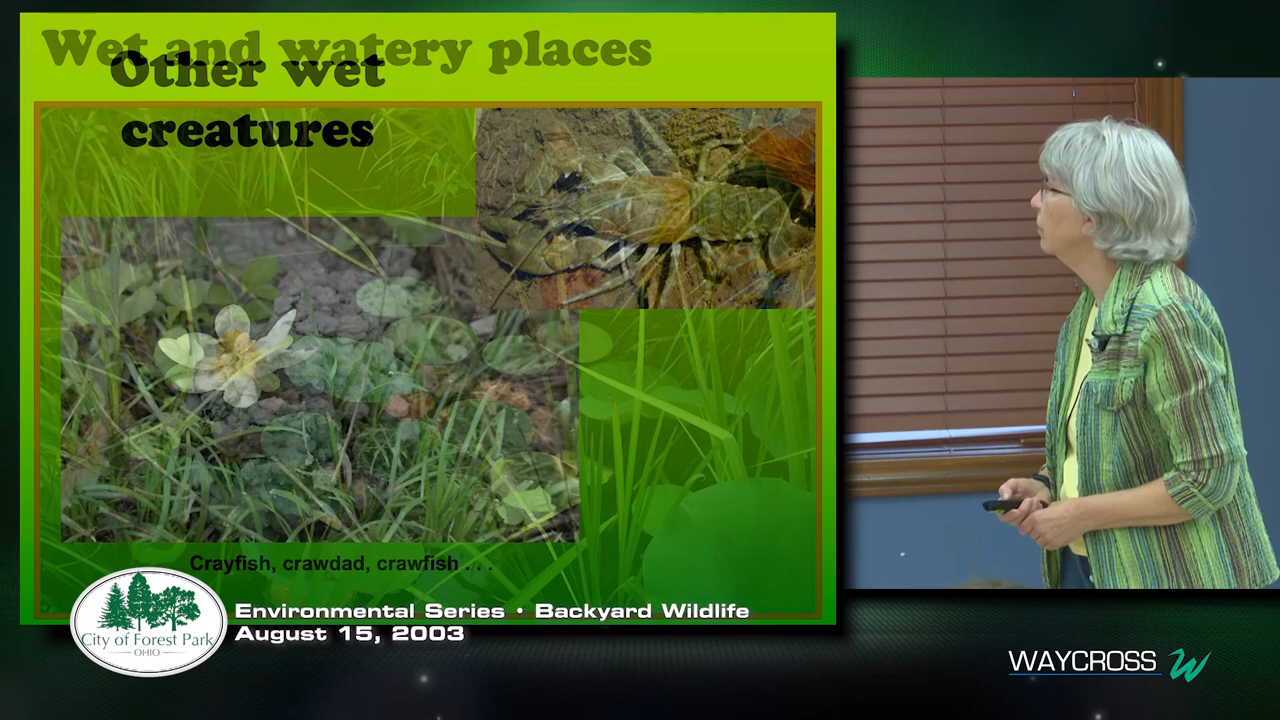 Wet and watery places
Other wet
creatures
Crayfish, crawdad, crawfish . . .
City of Forest Park
OHIO
Environmental Series • Backyard Wildlife
August 15, 2003
WAYCROSS